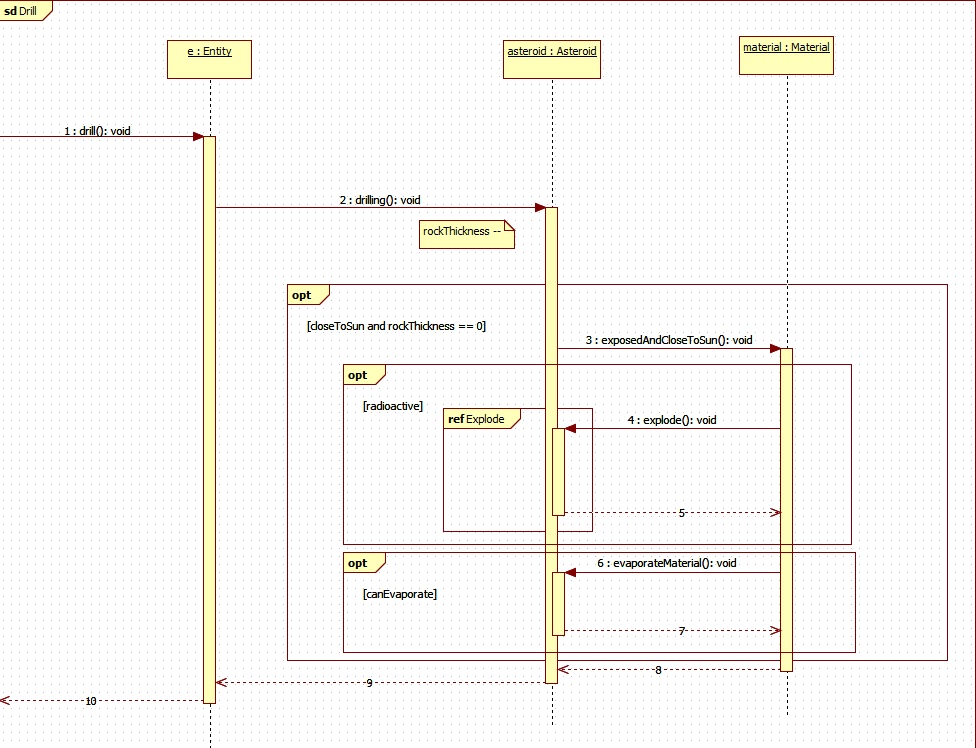 sd Drill
e : Entity
asteroid : Asteroid
material : Material
1 : drill(): void
2 : drilling(): void
rockThickness --
opt
[closeToSun and rockThickness == 0]
3 : exposedAndCloseToSun(): void
opt
[radioactive]
ref Explode
4 : explode(): void
5
opt
6 : evaporateMaterial(): void
[canEvaporate]
7
8
9
10